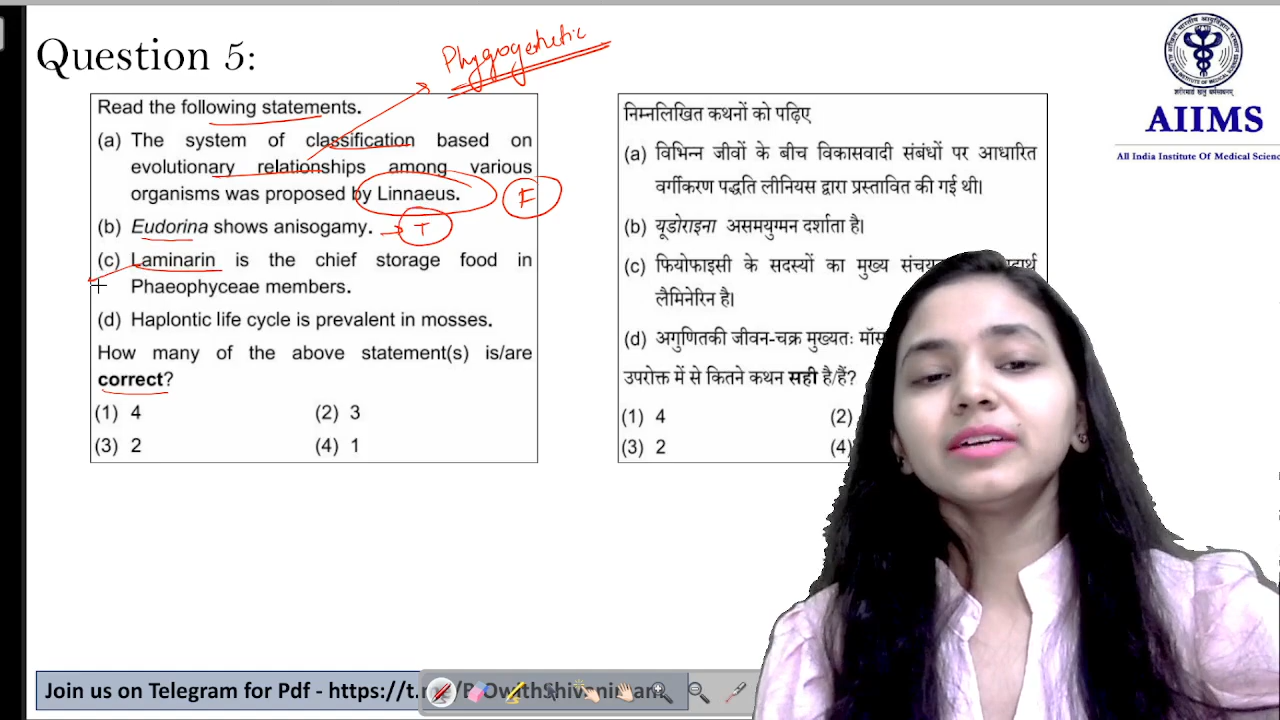 Question 5:
Phygogenetic
AIIMS
All India Institute Of Medical Scienc
Read the following statements.
(a) The system of classification based on
evolutionary relationships among various
organisms was proposed by Linnaeus.
F
(b) Eudorina shows anisogamy.
T
(c) Laminarin is the chief storage food in
Phaeophyceae members.
(d) Haplontic life cycle is prevalent in mosses.
How many of the above statement(s) is/are
correct?
(1) 4 (2) 3
(3) 2 (4) 1
निम्नलिखित कथनों को पढ़िए
(a) विभिन्न जीवों के बीच विकासवादी संबंधों पर आधारित
वर्गीकरण पद्धति लीनियस द्वारा प्रस्तावित की गई थी।
(b) यूडोराइना असमयुग्मन दर्शाता है।
(c) फियोफाइसी के सदस्यों का मुख्य
लैमिनेरिन है।
(d) अगुणितकी जीवन-चक्र मुख्यतः
उपरोक्त में से कितने कथन सही है/हैं?
(1) 4 (2)
(3) 2 (4)
Join us on Telegram for Pdf - https://t.